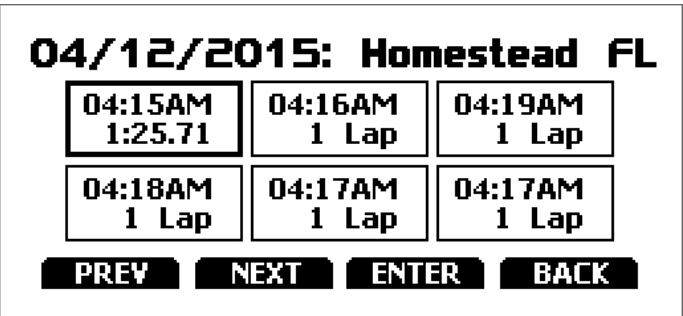 04/12/2015: Homestead FL
04:15AM 04:16AM 04:19AM
1:25.71 1 Lap 1 Lap
04:18AM 04:17AM 04:17AM
1 Lap 1 Lap 1 Lap
PREV NEXT ENTER BACK